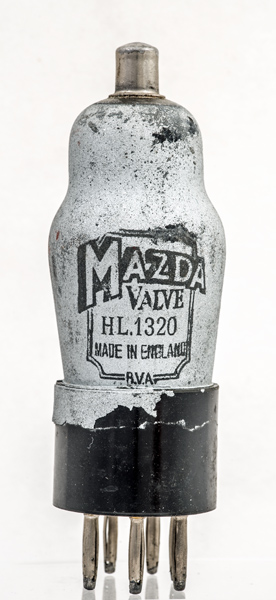 MAZDA
VALVE
HL.1320
MADE IN ENGLAND
B.V.A.